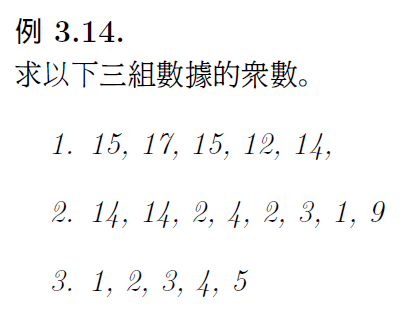 例 3.14.
求以下三組數據的眾數。
1. 15, 17, 15, 12, 14,
2. 14, 14, 2, 4, 2, 3, 1, 9
3. 1, 2, 3, 4, 5